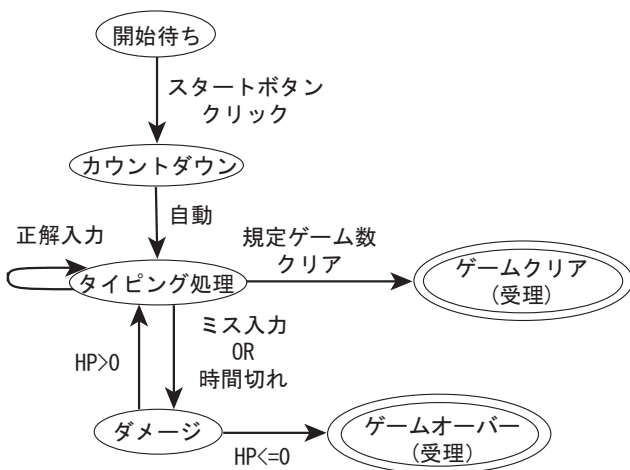 開始待ち
スタートボタン
クリック
カウントダウン
自動
正解入力
規定ゲーム数
クリア
タイピング処理
ゲームクリア
(受理)
ミス入力
OR
時間切れ
HP>0
ダメージ
ゲームオーバー
(受理)
HP<=0